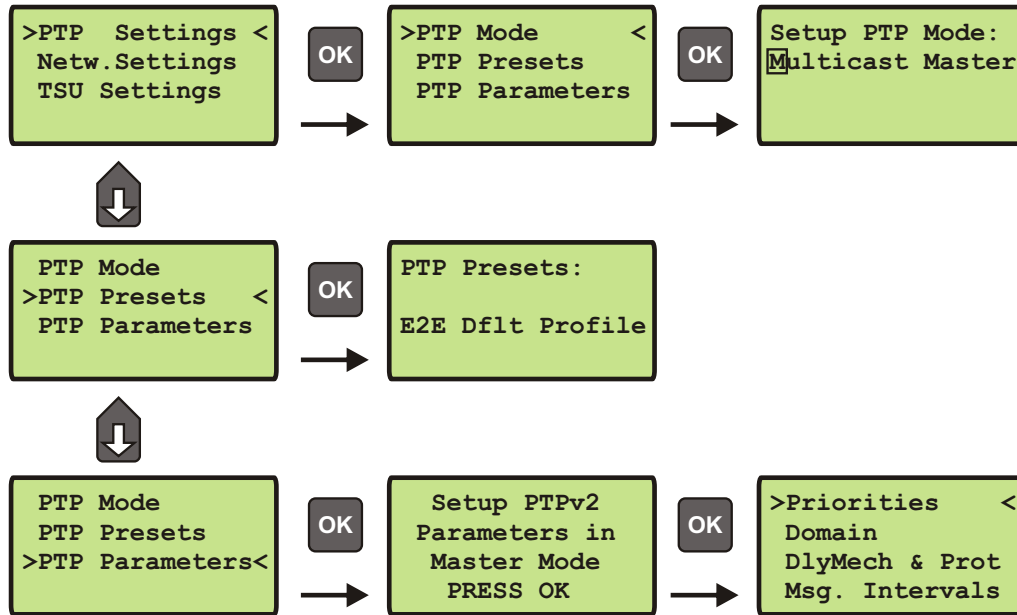 >PTP Settings <
Netw.Settings
TSU Settings
OK
>PTP Mode <
PTP Presets
PTP Parameters
OK
Setup PTP Mode:
Multicast Master
PTP Mode
>PTP Presets <
PTP Parameters
OK
PTP Presets:
E2E Dflt Profile
PTP Mode
PTP Presets
>PTP Parameters<
OK
Setup PTPv2
Parameters in
Master Mode
PRESS OK
OK
>Priorities <
Domain
DlyMech & Prot
Msg. Intervals